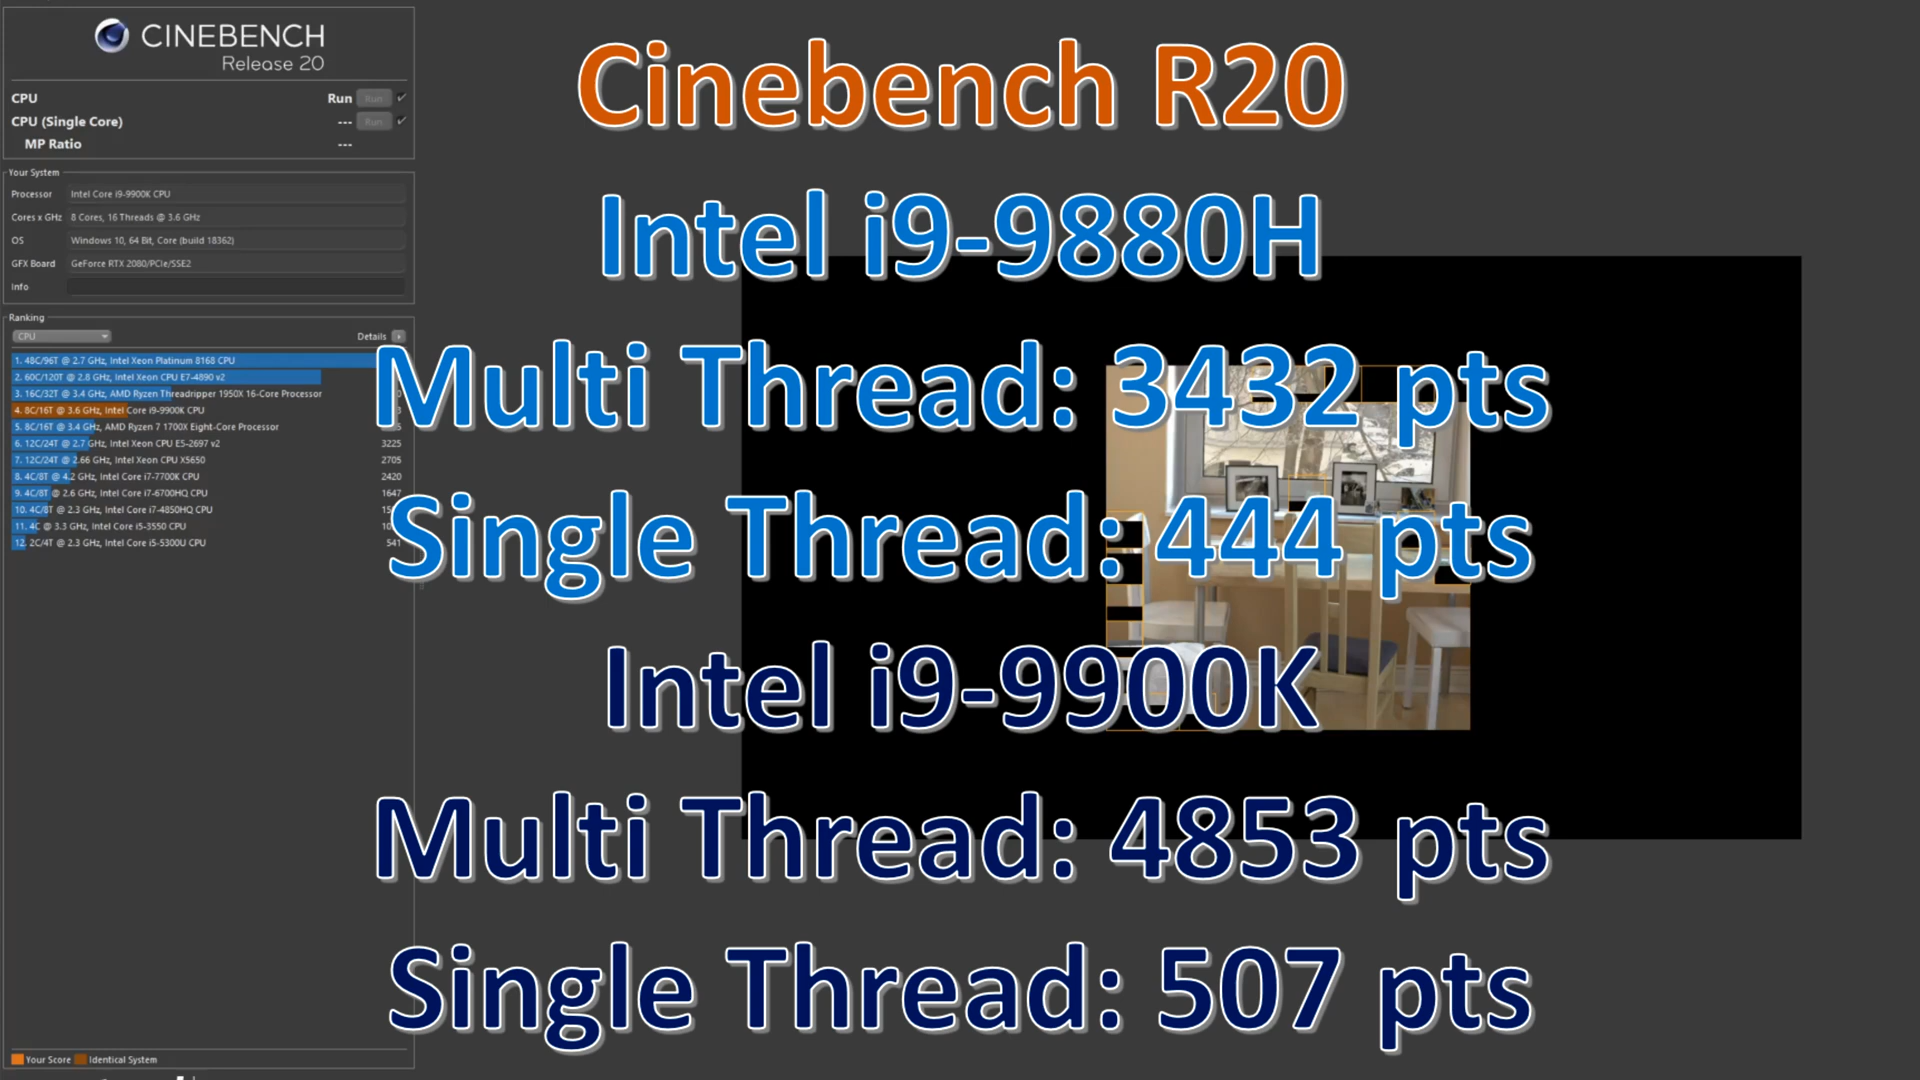 CINEBENCH
Release 20
CPU Run Run
CPU (Single Core) --- Run
MP Ratio ---
Your System
Processor Intel Core i9-9900K CPU
Cores x GHz 8 Cores, 16 Threads @ 3.6 GHz
OS Windows 10, 64 Bit, Core (build 18362)
GFX Board GeForce RTX 2080/PCIe/SSE2
Info
Ranking
CPU Details
1. 48C/96T @ 2.7 GHz, Intel Xeon Platinum 8168 CPU
2. 60C/120T @ 2.8 GHz, Intel Xeon CPU E7-4890 v2
3. 16C/32T @ 3.4 GHz, AMD Ryzen Threadripper 1950X 16-Core Processor
4. 8C/16T @ 3.6 GHz, Intel Core i9-9900K CPU
5. 8C/16T @ 3.4 GHz, AMD Ryzen 7 1700X Eight-Core Processor
6. 12C/24T @ 2.7 GHz, Intel Xeon CPU E5-2697 v2 3225
7. 12C/24T @ 2.66 GHz, Intel Xeon CPU X5650 2705
8. 4C/8T @ 4.2 GHz, Intel Core i7-7700K CPU 2420
9. 4C/8T @ 2.6 GHz, Intel Core i7-6700HQ CPU 1647
10. 4C/8T @ 2.3 GHz, Intel Core i7-4850HQ CPU
11. 4C @ 3.3 GHz, Intel Core i5-3550 CPU
12. 2C/4T @ 2.3 GHz, Intel Core i5-5300U CPU 541
Your Score Identical System
Cinebench R20
Intel i9-9880H
Multi Thread: 3432 pts
Single Thread: 444 pts
Intel i9-9900K
Multi Thread: 4853 pts
Single Thread: 507 pts